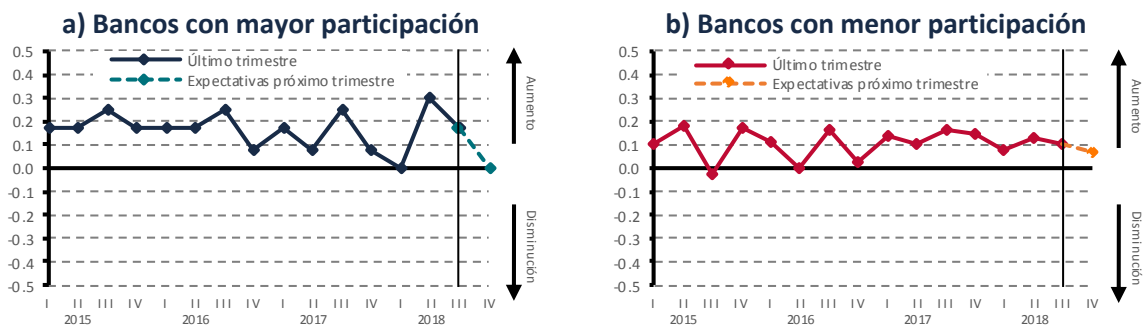 a) Bancos con mayor participación
0.5
0.4
0.3
0.2
0.1
0.0
-0.1
-0.2
-0.3
-0.4
-0.5
Último trimestre
Expectativas próximo trimestre
Aumento
Disminución
I II III IV I II III IV I II IV I II III IV
2015 2016 2017 2018
b) Bancos con menor participación
0.5
0.4
0.3
0.2
0.1
0.0
-0.1
-0.2
-0.3
-0.4
-0.5
Último trimestre
Expectativas próximo trimestre
Aumento
Disminución
I II III IV I II III IV I II III IV I II III IV
2015 2016 2017 2018